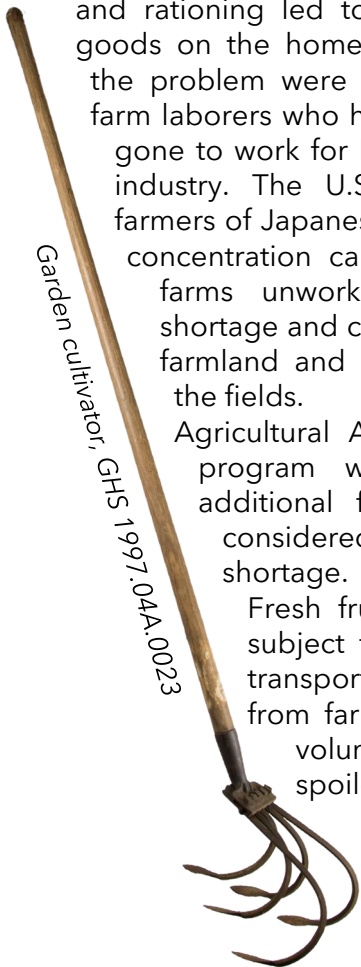 and rationing led to
goods on the home
the problem were
farm laborers who h
gone to work for
industry. The U.S
farmers of Japanes
concentration ca
farms unwork
shortage and c
farmland and
the fields.
Agricultural A
program w
additional f
considered
shortage.
Fresh fru
subject
transport
from far
volun
spoil
Garden cultivator, GHS 1997.04A.0023